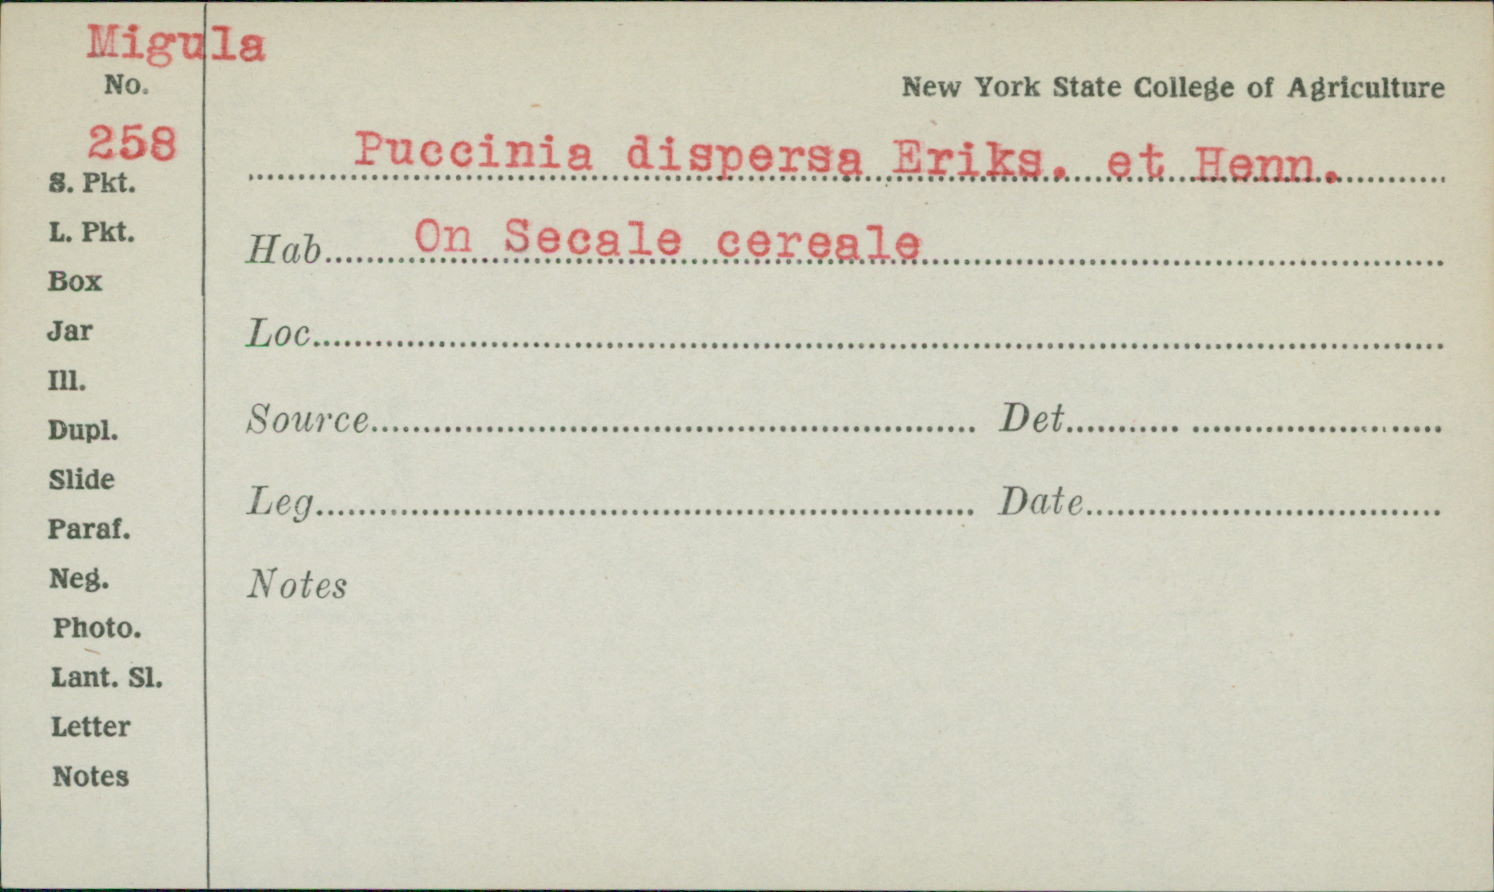 Migula
No.
258
New York State College of Agriculture
Puccinia dispersa Eriks. et Henn.
Hab. On Secale cereale
Loc.
Source Det.
Leg. Date
Notes
S. Pkt.
L. Pkt.
Box
Jar
Ill.
Dupl.
Slide
Paraf.
Neg.
Photo.
Lant. Sl.
Letter
Notes